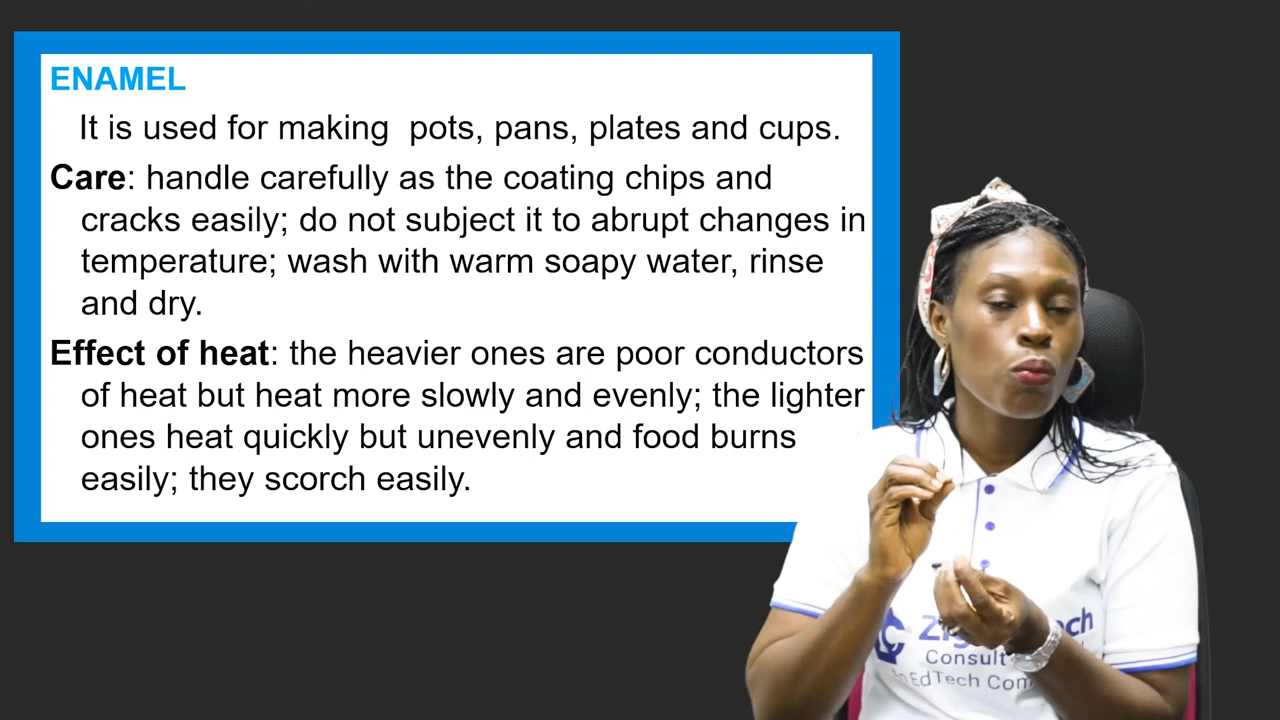 ENAMEL
It is used for making  pots, pans, plates and cups.
Care: handle carefully as the coating chips and
cracks easily; do not subject it to abrupt changes in
temperature; wash with warm soapy water, rinse
and dry.
Effect of heat: the heavier ones are poor conductors
of heat but heat more slowly and evenly; the lighter
ones heat quickly but unevenly and food burns
easily; they scorch easily.
Consult
EdTech